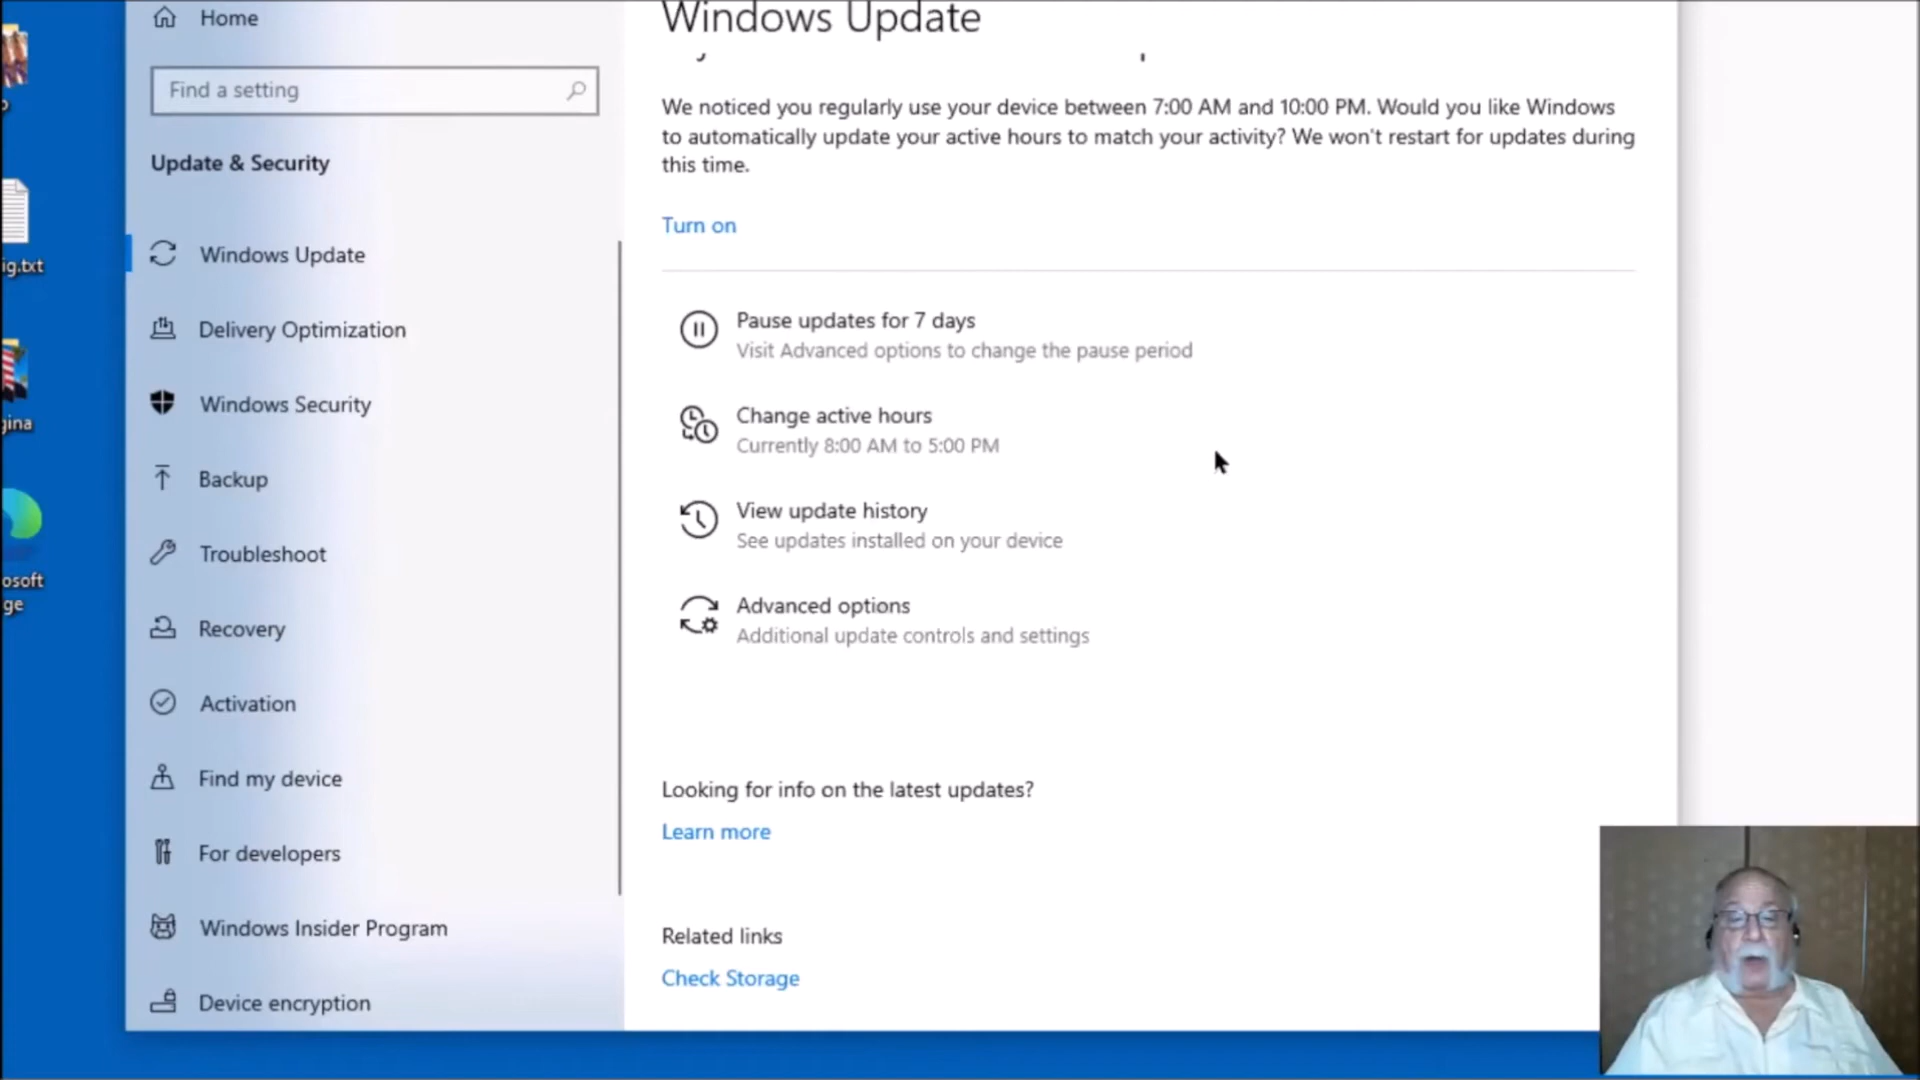 Home
Windows Update
Find a setting
We noticed you regularly use your device between 7:00 AM and 10:00 PM. Would you like Windows
to automatically update your active hours to match your activity? We won't restart for updates during
this time.
Update & Security
Turn on
Windows Update
ig.txt
Delivery Optimization
Pause updates for 7 days
Visit Advanced options to change the pause period
Windows Security
gina
Change active hours
Currently 8:00 AM to 5:00 PM
Backup
View update history
See updates installed on your device
Troubleshoot
osoft
ge
Advanced options
Additional update controls and settings
Recovery
Activation
Find my device
Looking for info on the latest updates?
Learn more
For developers
Windows Insider Program
Related links
Check Storage
Device encryption